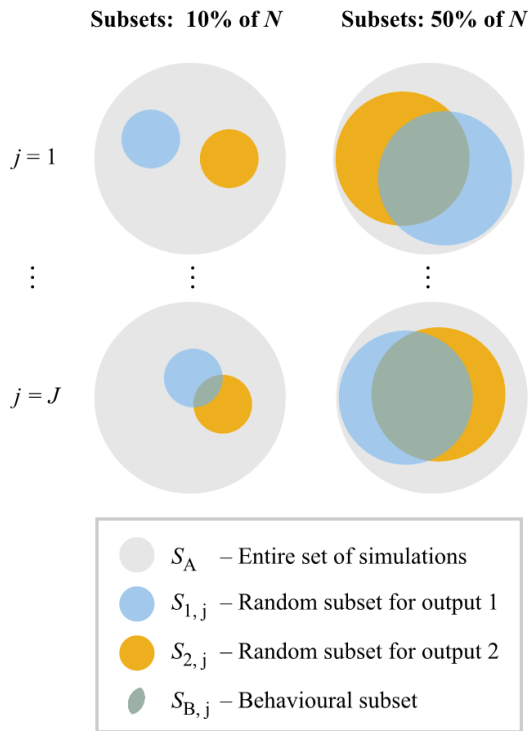 Subsets: 10% of N Subsets: 50% of N
j = 1
⋮ ⋮ ⋮
j = J
S_A – Entire set of simulations
S_1, j – Random subset for output 1
S_2, j – Random subset for output 2
S_B, j – Behavioural subset